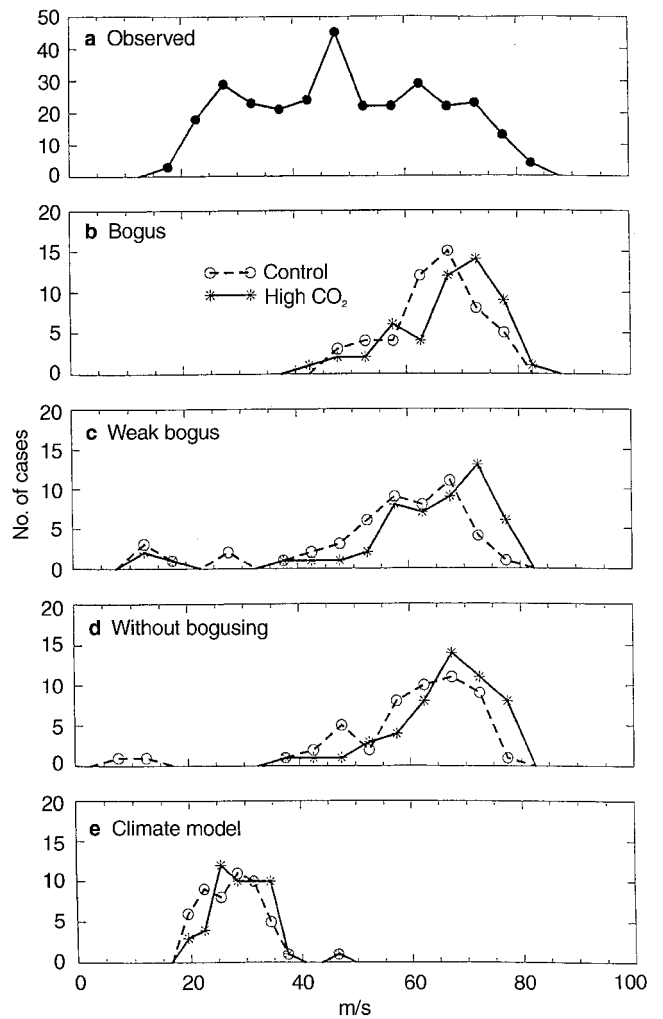 50
a Observed
40
30
20
10
0
20
b Bogus
15
Control
High CO₂
10
5
0
20
c Weak bogus
15
10
5
0
No. of cases
20
d Without bogusing
15
10
5
0
20
e Climate model
15
10
5
0
0 20 40 60 80 100
m/s